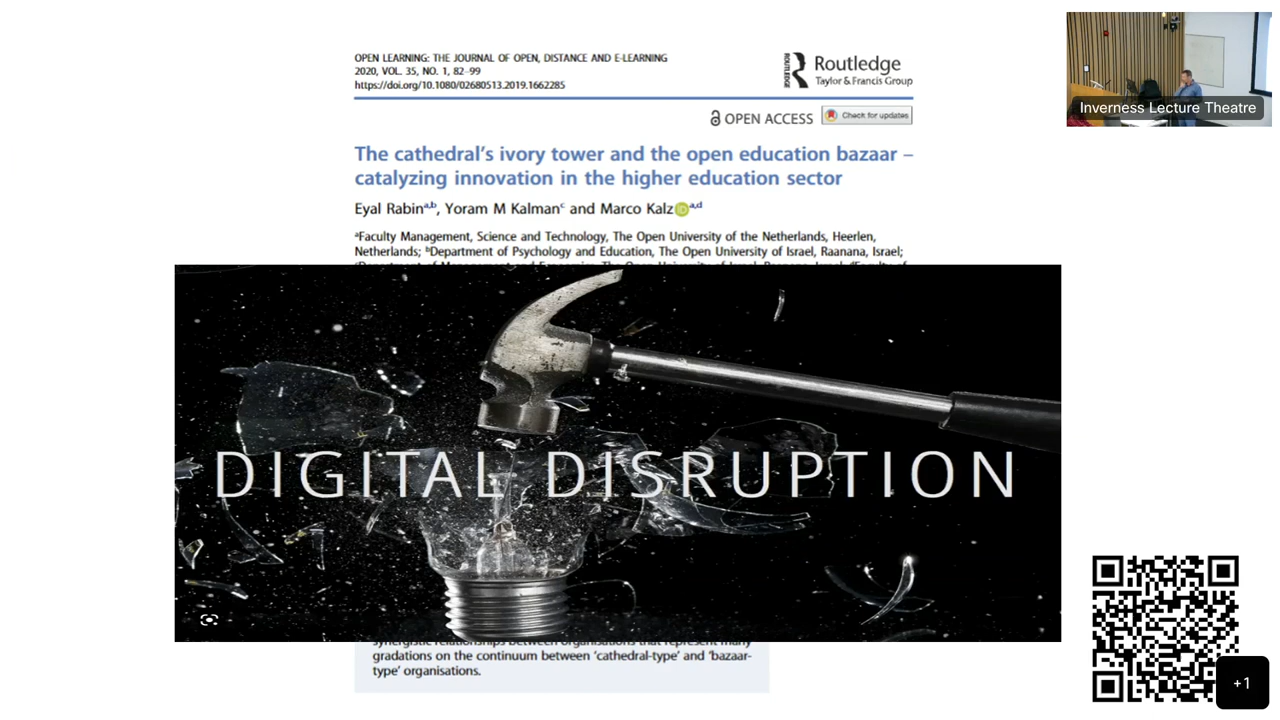 OPEN LEARNING: THE JOURNAL OF OPEN, DISTANCE AND E-LEARNING
2020, VOL. 35, NO. 1, 82–99
https://doi.org/10.1080/02680513.2019.1662285
ROUTLEDGE
Routledge
Taylor & Francis Group
OPEN ACCESS
Check for updates
Inverness Lecture Theatre
The cathedral's ivory tower and the open education bazaar –
catalyzing innovation in the higher education sector
Eyal Rabin a,b, Yoram M Kalman c and Marco Kalz iD a,d
aFaculty Management, Science and Technology, The Open University of the Netherlands, Heerlen,
Netherlands; bDepartment of Psychology and Education, The Open University of Israel, Raanana, Israel;
DIGITAL DISRUPTION
synergistic relationships between organisations that represent many
gradations on the continuum between 'cathedral-type' and 'bazaar-
type' organisations.
+1